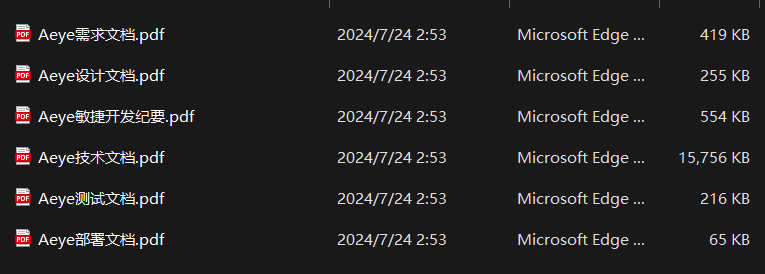 Aeye需求文档.pdf 2024/7/24 2:53 Microsoft Edge ... 419 KB
Aeye设计文档.pdf 2024/7/24 2:53 Microsoft Edge ... 255 KB
Aeye敏捷开发纪要.pdf 2024/7/24 2:53 Microsoft Edge ... 554 KB
Aeye技术文档.pdf 2024/7/24 2:53 Microsoft Edge ... 15,756 KB
Aeye测试文档.pdf 2024/7/24 2:53 Microsoft Edge ... 216 KB
Aeye部署文档.pdf 2024/7/24 2:53 Microsoft Edge ... 65 KB